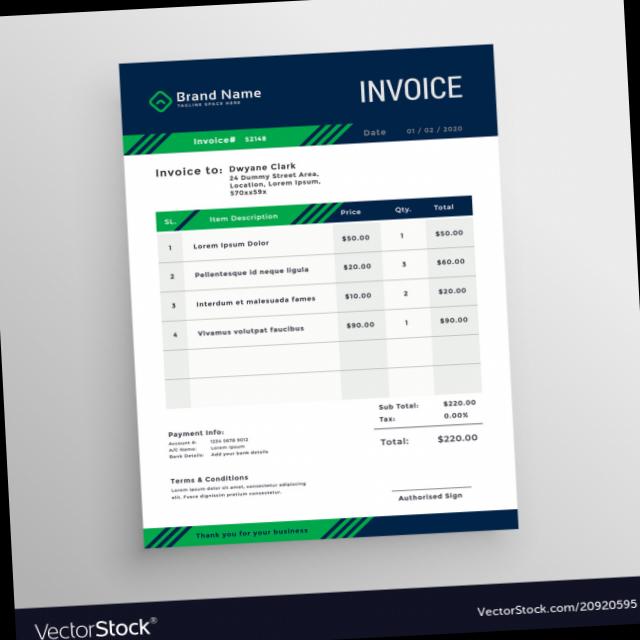 Brand Name
TAGLINE SPACE HERE
INVOICE
Invoice# 52148
Date 01 / 02 / 2020
Invoice to: Dwyane Clark
24 Dummy Street Area,
Location, Lorem Ipsum,
570xx59x
SL. Item Description Price Qty. Total
1 Lorem Ipsum Dolor $50.00 1 $50.00
2 Pellentesque id neque ligula $20.00 3 $60.00
3 Interdum et malesuada fames $10.00 2 $20.00
4 Vivamus volutpat faucibus $90.00 1 $90.00
Sub Total: $220.00
Tax: 0.00%
Total: $220.00
Payment Info:
Account #: 1234 5678 9012
A/C Name: Lorem Ipsum
Bank Details: Add your bank details
Terms & Conditions
Lorem ipsum dolor sit amet, consectetur adipiscing
elit. Fusce dignissim pretium consectetur.
Authorised Sign
Thank you for your business
VectorStock®
VectorStock.com/20920595